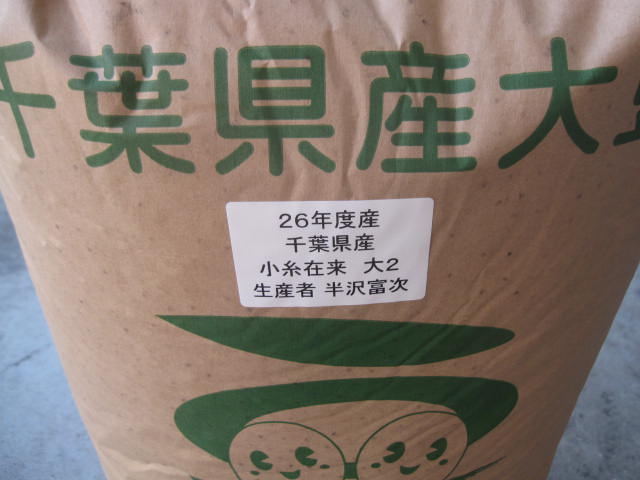 千葉県産大
26年度産
千葉県産
小糸在来 大2
生産者 半沢富次